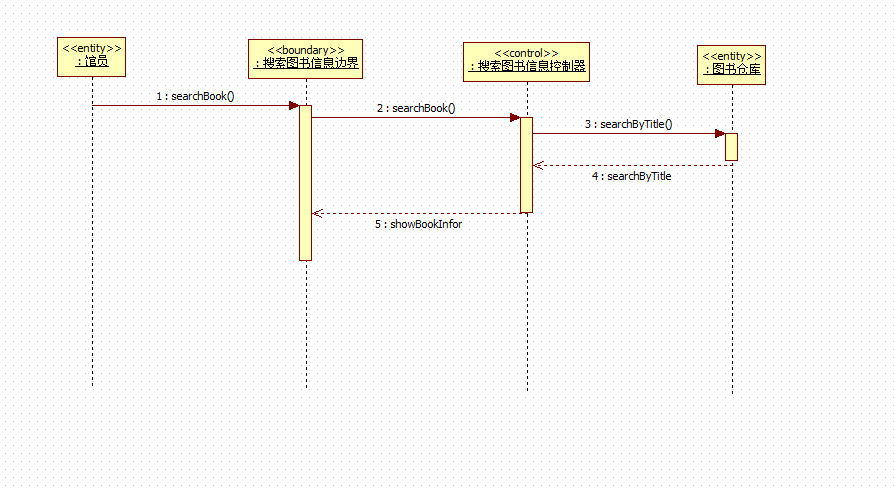 <<entity>>
: 馆员
<<boundary>>
: 搜索图书信息边界
<<control>>
: 搜索图书信息控制器
<<entity>>
: 图书仓库
1 : searchBook()
2 : searchBook()
3 : searchByTitle()
4 : searchByTitle
5 : showBookInfor